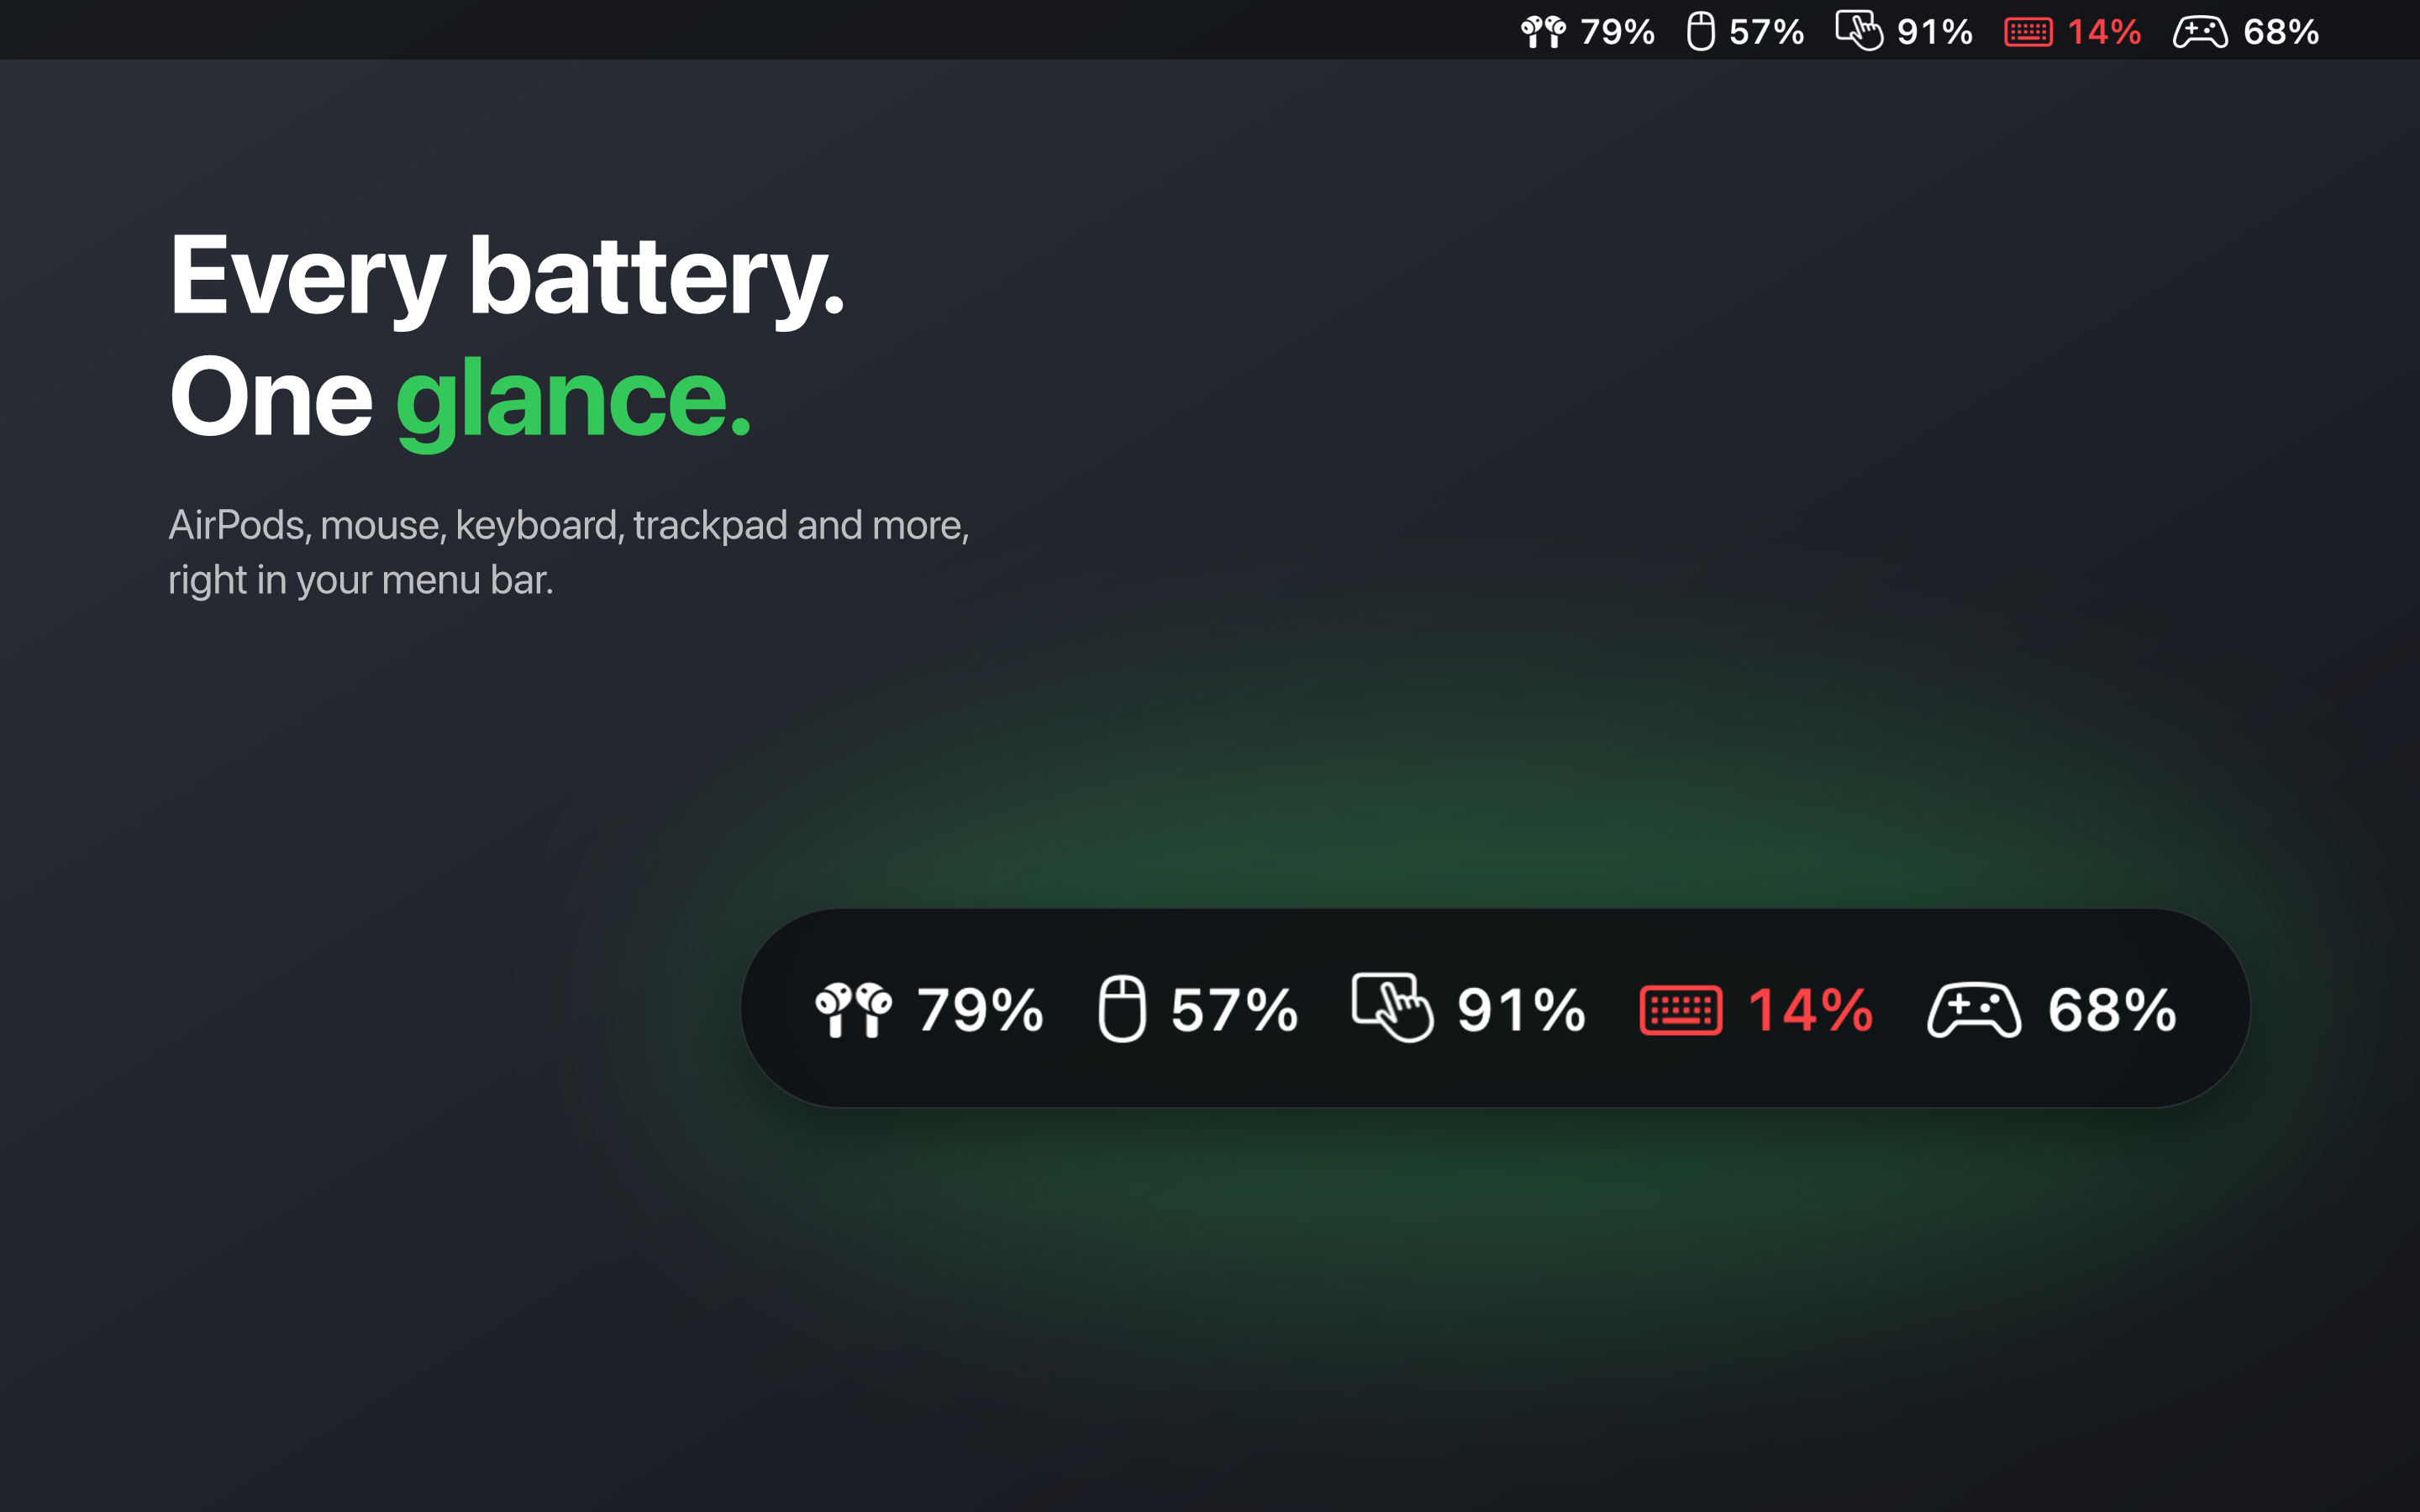 79% 57% 91% 14% 68%
Every battery.
One glance.
AirPods, mouse, keyboard, trackpad and more,
right in your menu bar.
79% 57% 91% 14% 68%